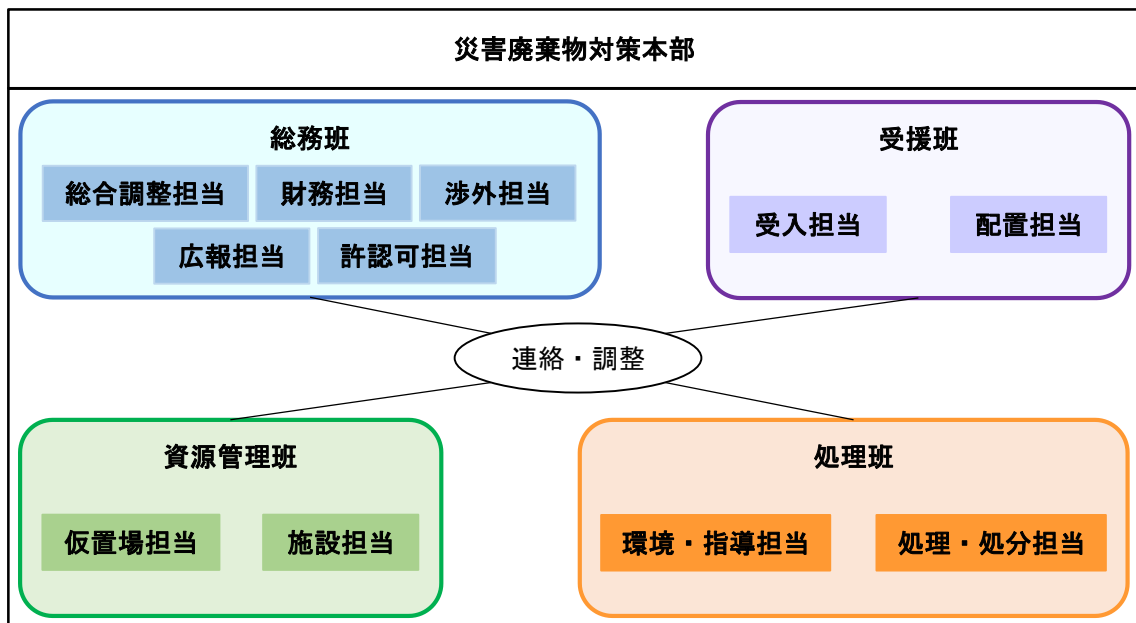 災害廃棄物対策本部
総務班
総合調整担当
財務担当
渉外担当
広報担当
許認可担当
受援班
受入担当
配置担当
連絡・調整
資源管理班
仮置場担当
施設担当
処理班
環境・指導担当
処理・処分担当